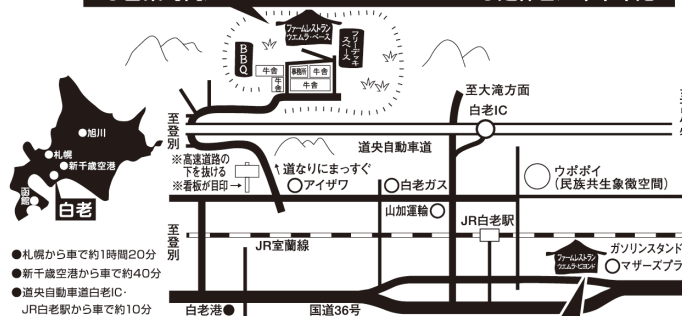 ファームレストラン
ウエムラ・ベース
フリーデッキ
スペース
BBQ
牛舎
事務所
牛舎
牛舎
牛舎
至大滝方面
白老IC
至登別
道央自動車道
旭川
札幌
新千歳空港
函館
白老
※高速道路の
下を抜ける
※看板が目印→
道なりにまっすぐ
アイザワ
白老ガス
ウポポイ
(民族共生象徴空間)
山加運輸
JR白老駅
至登別
JR室蘭線
ガソリンスタンド
ファームレストラン
ウエムラ・ビヨンド
マザーズプラ
●札幌から車で約1時間20分
●新千歳空港から車で約40分
●道央自動車道白老IC・
JR白老駅から車で約10分
白老港●
国道36号